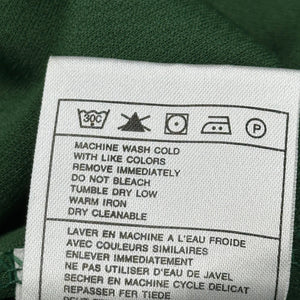 30C P
MACHINE WASH COLD
WITH LIKE COLORS
REMOVE IMMEDIATELY
DO NOT BLEACH
TUMBLE DRY LOW
WARM IRON
DRY CLEANABLE
LAVER EN MACHINE A L'EAU FROIDE
AVEC COULEURS SIMILAIRES
ENLEVER IMMEDIATEMENT
NE PAS UTILISER D'EAU DE JAVEL
SECHER EN MACHINE CYCLE DELICAT
REPASSER FER TIEDE